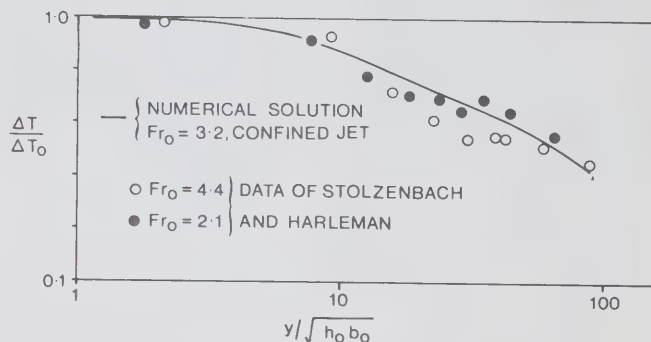 1·0
ΔT
ΔT₀
— { NUMERICAL SOLUTION
Fr₀ = 3·2, CONFINED JET
○ Fr₀ = 4·4 } DATA OF STOLZENBACH
● Fr₀ = 2·1 } AND HARLEMAN
0·1
1
10
100
y/√h₀b₀